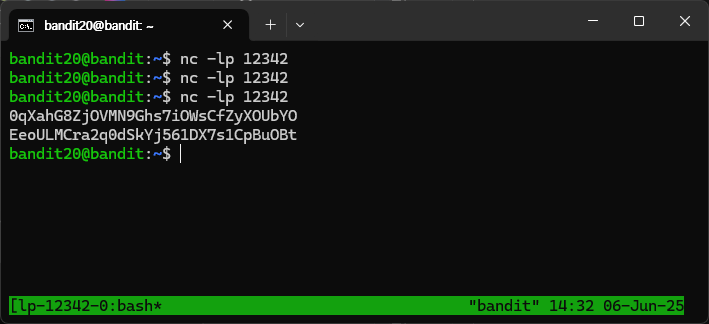 bandit20@bandit: ~
bandit20@bandit:~$ nc -lp 12342
bandit20@bandit:~$ nc -lp 12342
bandit20@bandit:~$ nc -lp 12342
0qXahG8ZjOVMN9Ghs7iOWsCfZyXOUbYO
EeoULMCra2q0dSkYj561DX7s1CpBuOBt
bandit20@bandit:~$
[lp-12342-0:bash* "bandit" 14:32 06-Jun-25